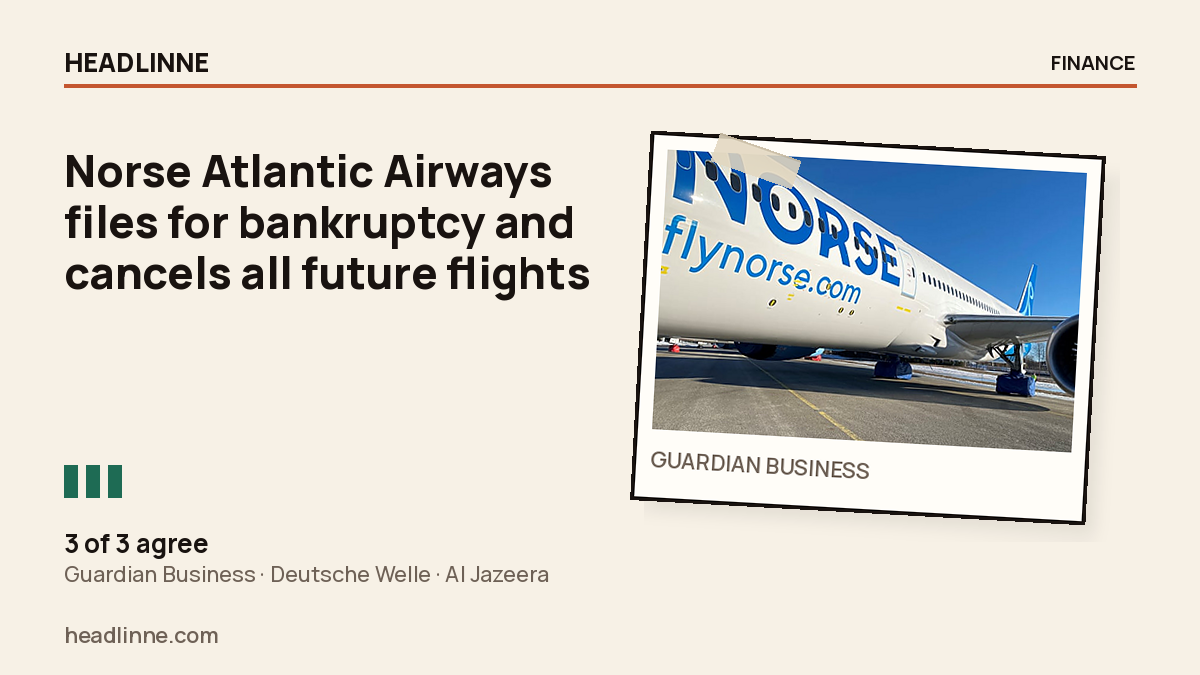 HEADLINNE
FINANCE
Norse Atlantic Airways
files for bankruptcy and
cancels all future flights
NORSE
flynorse.com
GUARDIAN BUSINESS
3 of 3 agree
Guardian Business · Deutsche Welle · Al Jazeera
headlinne.com